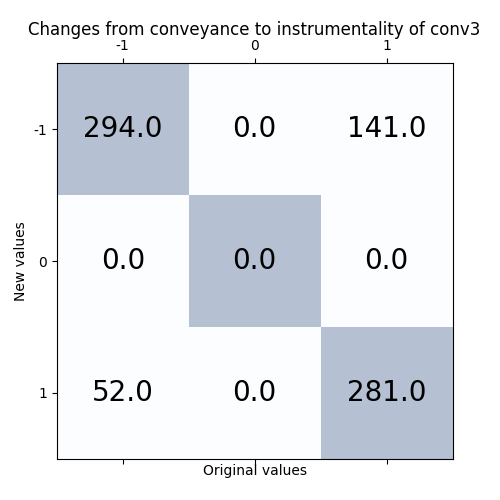 Changes from conveyance to instrumentality of conv3
-1 0 1
-1 294.0 0.0 141.0
0 0.0 0.0 0.0
1 52.0 0.0 281.0
New values
Original values